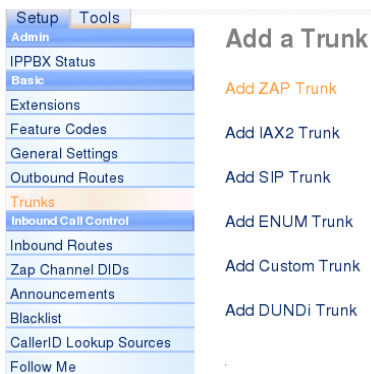 Setup Tools
Admin
IPPBX Status
Basic
Extensions
Feature Codes
General Settings
Outbound Routes
Trunks
Inbound Call Control
Inbound Routes
Zap Channel DIDs
Announcements
Blacklist
CallerID Lookup Sources
Follow Me
Add a Trunk
Add ZAP Trunk
Add IAX2 Trunk
Add SIP Trunk
Add ENUM Trunk
Add Custom Trunk
Add DUNDi Trunk